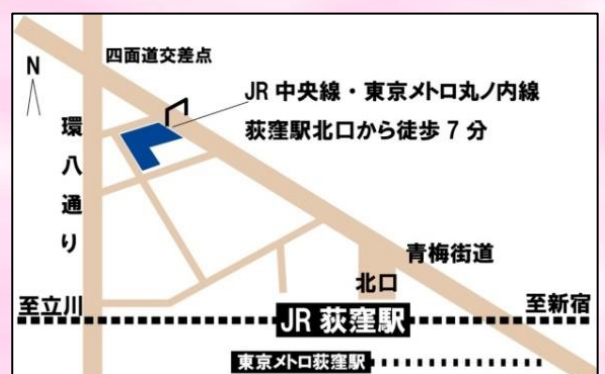 四面道交差点
N
JR 中央線・東京メトロ丸ノ内線
荻窪駅北口から徒歩 7 分
環八通り
青梅街道
北口
至立川
至新宿
JR 荻窪駅
東京メトロ荻窪駅